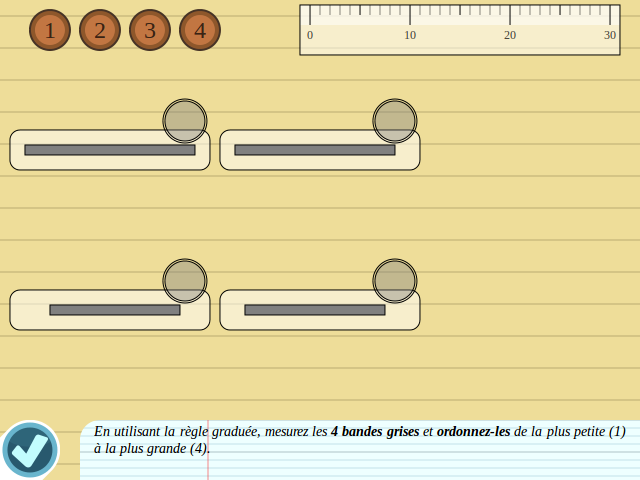 1 2 3 4
0 10 20 30
En utilisant la règle graduée, mesurez les 4 bandes grises et ordonnez-les de la plus petite (1)
à la plus grande (4).